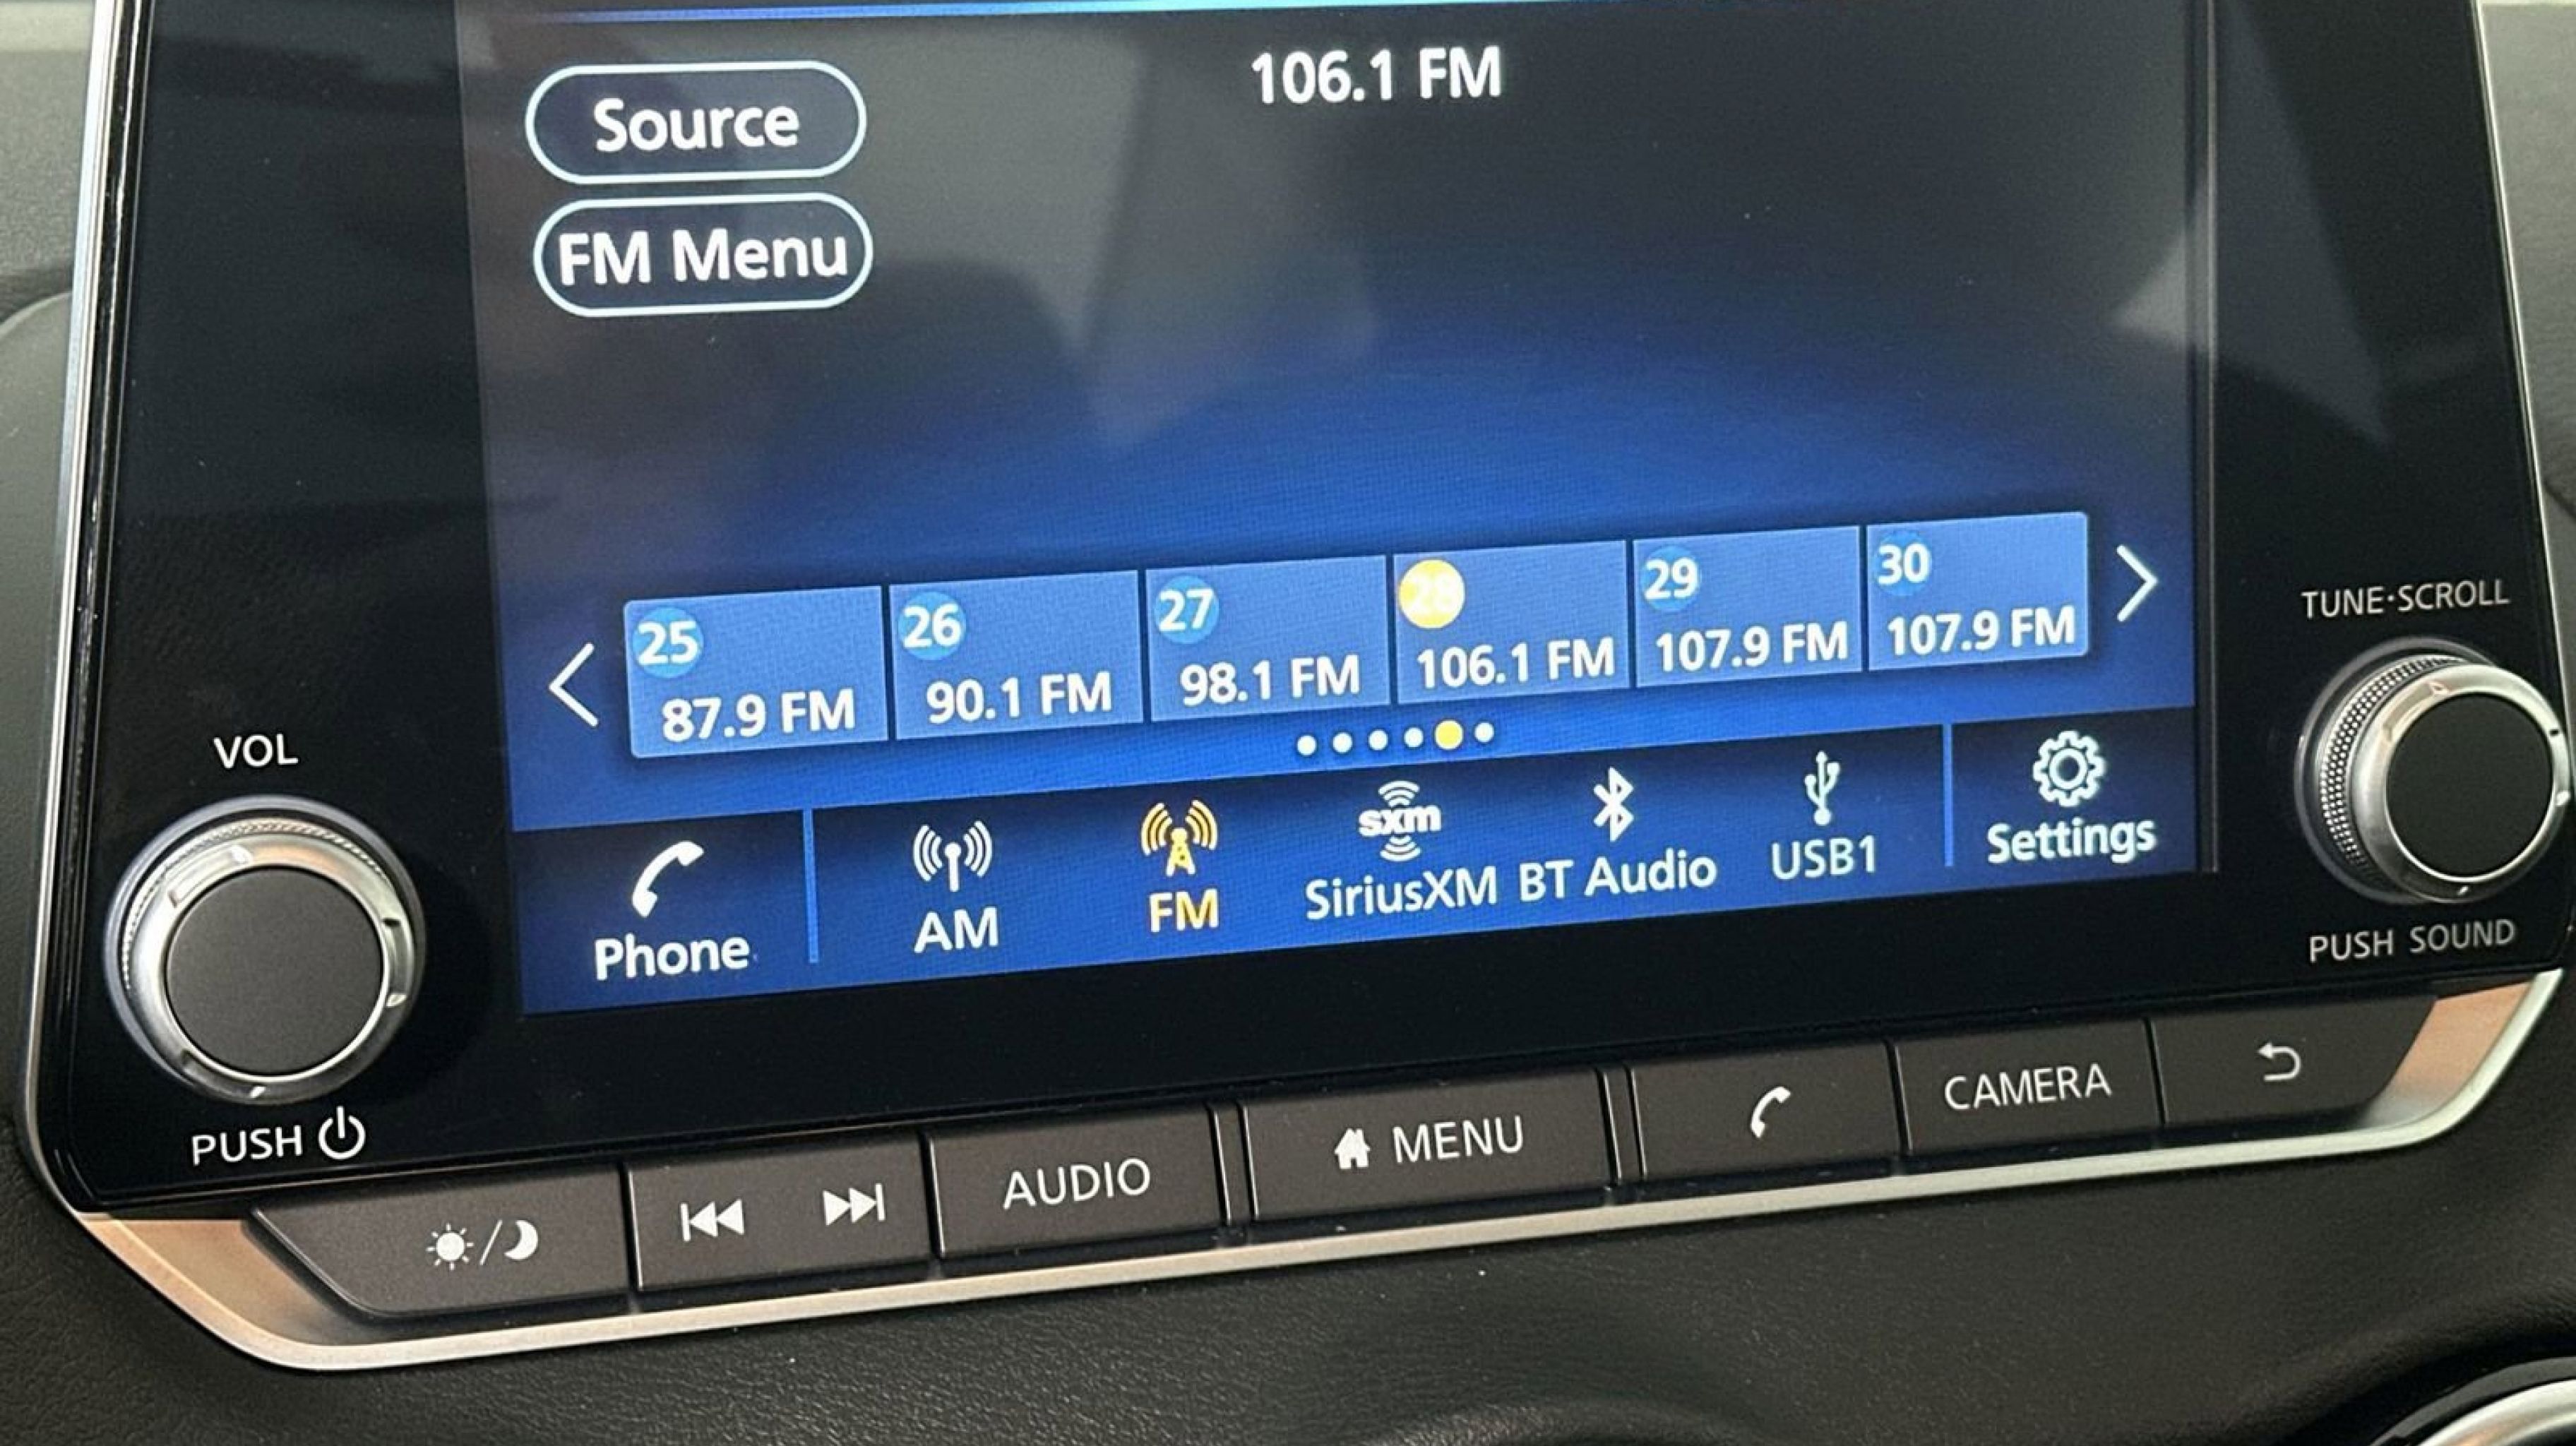 106.1 FM
Source
FM Menu
25 26 27 28 29 30
87.9 FM 90.1 FM 98.1 FM 106.1 FM 107.9 FM 107.9 FM
TUNE·SCROLL
VOL
sxm
Phone AM FM SiriusXM BT Audio USB1 Settings
PUSH SOUND
PUSH
AUDIO MENU CAMERA